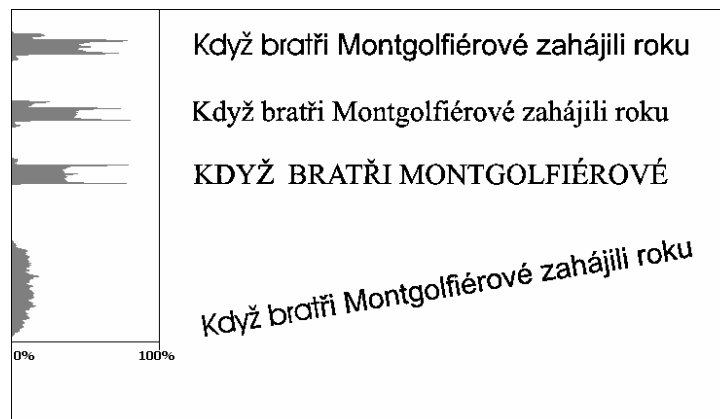 Když bratři Montgolfiérové zahájili roku
Když bratři Montgolfiérové zahájili roku
KDYŽ BRATŘI MONTGOLFIÉROVÉ
Když bratři Montgolfiérové zahájili roku
0% 100%